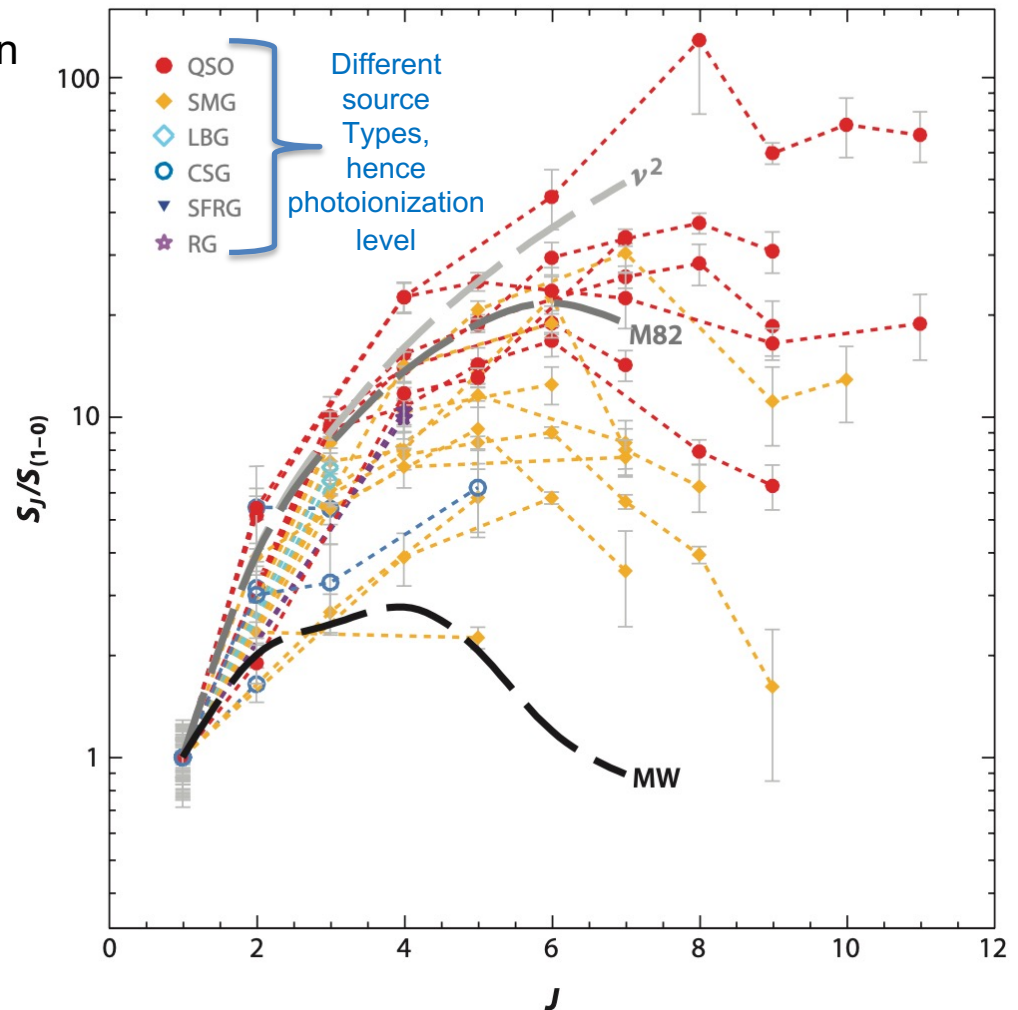 n
100
10
1
QSO
SMG
LBG
CSG
SFRG
RG
Different
source
Types,
hence
photoionization
level
ν²
M82
MW
S_J/S_(1–0)
0 2 4 6 8 10 12
J